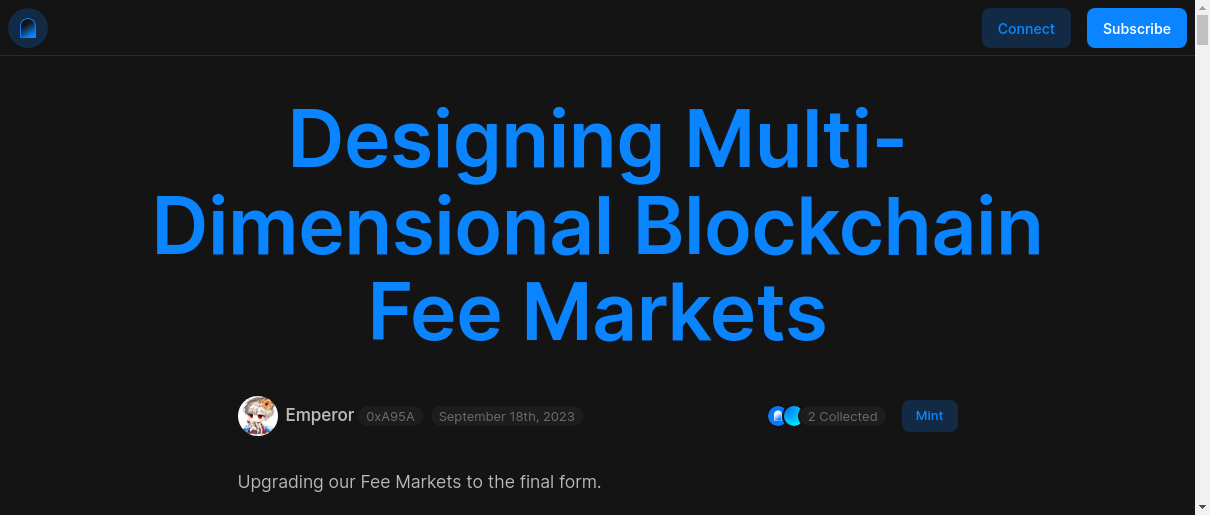 Connect
Subscribe
Designing Multi-
Dimensional Blockchain
Fee Markets
Emperor 0xA95A September 18th, 2023 2 Collected Mint
Upgrading our Fee Markets to the final form.